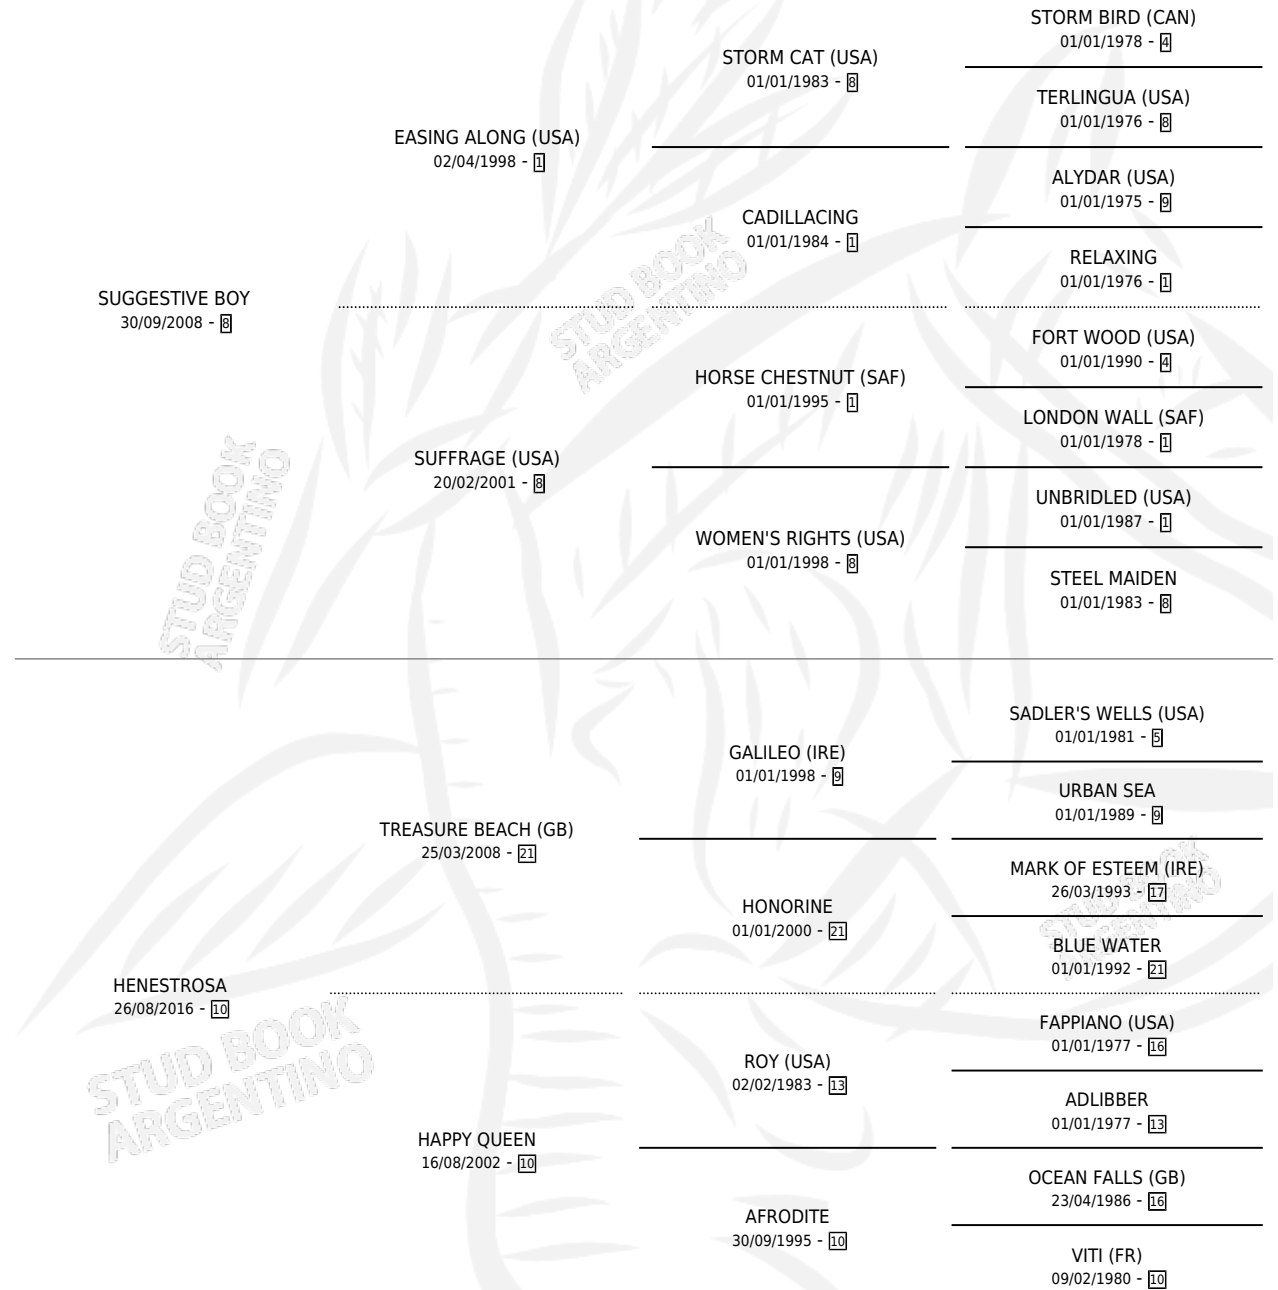 STORM BIRD (CAN)
01/01/1978 - 4
STORM CAT (USA)
01/01/1983 - 8
TERLINGUA (USA)
01/01/1976 - 8
EASING ALONG (USA)
02/04/1998 - 1
ALYDAR (USA)
01/01/1975 - 9
CADILLACING
01/01/1984 - 1
RELAXING
01/01/1976 - 1
SUGGESTIVE BOY
30/09/2008 - 8
FORT WOOD (USA)
01/01/1990 - 4
HORSE CHESTNUT (SAF)
01/01/1995 - 1
LONDON WALL (SAF)
01/01/1978 - 1
SUFFRAGE (USA)
20/02/2001 - 8
UNBRIDLED (USA)
01/01/1987 - 1
WOMEN'S RIGHTS (USA)
01/01/1998 - 8
STEEL MAIDEN
01/01/1983 - 8
STUD BOOK
ARGENTINO
STUD BOOK
ARGENTINO
SADLER'S WELLS (USA)
01/01/1981 - 5
GALILEO (IRE)
01/01/1998 - 9
URBAN SEA
01/01/1989 - 9
TREASURE BEACH (GB)
25/03/2008 - 21
MARK OF ESTEEM (IRE)
26/03/1993 - 17
HONORINE
01/01/2000 - 21
BLUE WATER
01/01/1992 - 21
STUD BOOK
ARGENTINO
HENESTROSA
26/08/2016 - 10
FAPPIANO (USA)
01/01/1977 - 16
ROY (USA)
02/02/1983 - 13
ADLIBBER
01/01/1977 - 13
HAPPY QUEEN
16/08/2002 - 10
OCEAN FALLS (GB)
23/04/1986 - 16
AFRODITE
30/09/1995 - 10
VITI (FR)
09/02/1980 - 10
STUD BOOK
ARGENTINO